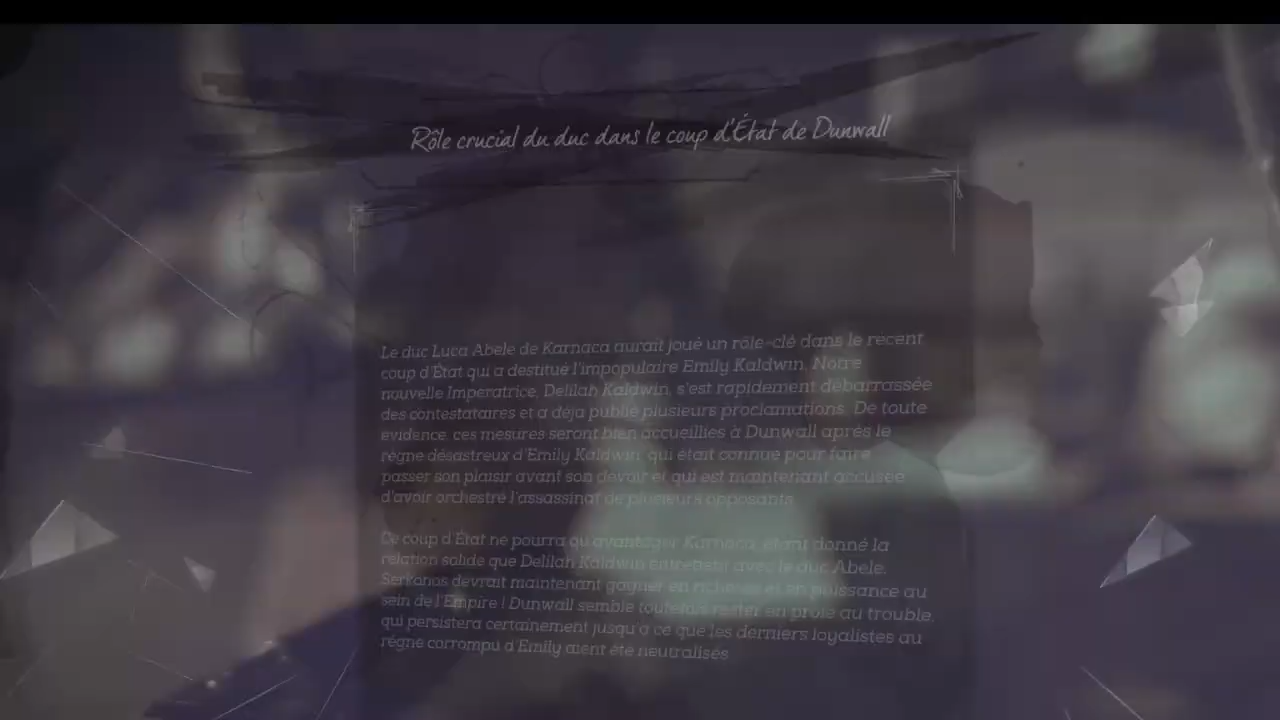 Rôle crucial du duc dans le coup d'État de Dunwall
Le duc Luca Abele de Karnaca aurait joué un rôle-clé dans le récent
coup d'État qui a destitué l'impopulaire Emily Kaldwin. Notre
nouvelle Impératrice, Delilah Kaldwin, s'est rapidement débarrassée
des contestataires et a déjà publié plusieurs proclamations. De toute
évidence, ces mesures seront bien accueillies à Dunwall après le
règne désastreux d'Emily Kaldwin, qui était connue pour faire
passer son plaisir avant son devoir et qui est maintenant accusée
d'avoir orchestré l'assassinat de plusieurs opposants.
Ce coup d'État ne pourra qu'avantager Karnaca, étant donné la
relation solide que Delilah Kaldwin entretient avec le duc Abele.
Serkonos devrait maintenant gagner en richesse et en puissance au
sein de l'Empire ! Dunwall semble toutefois rester en proie au trouble,
qui persistera certainement jusqu'à ce que les derniers loyalistes au
règne corrompu d'Emily aient été neutralisés.